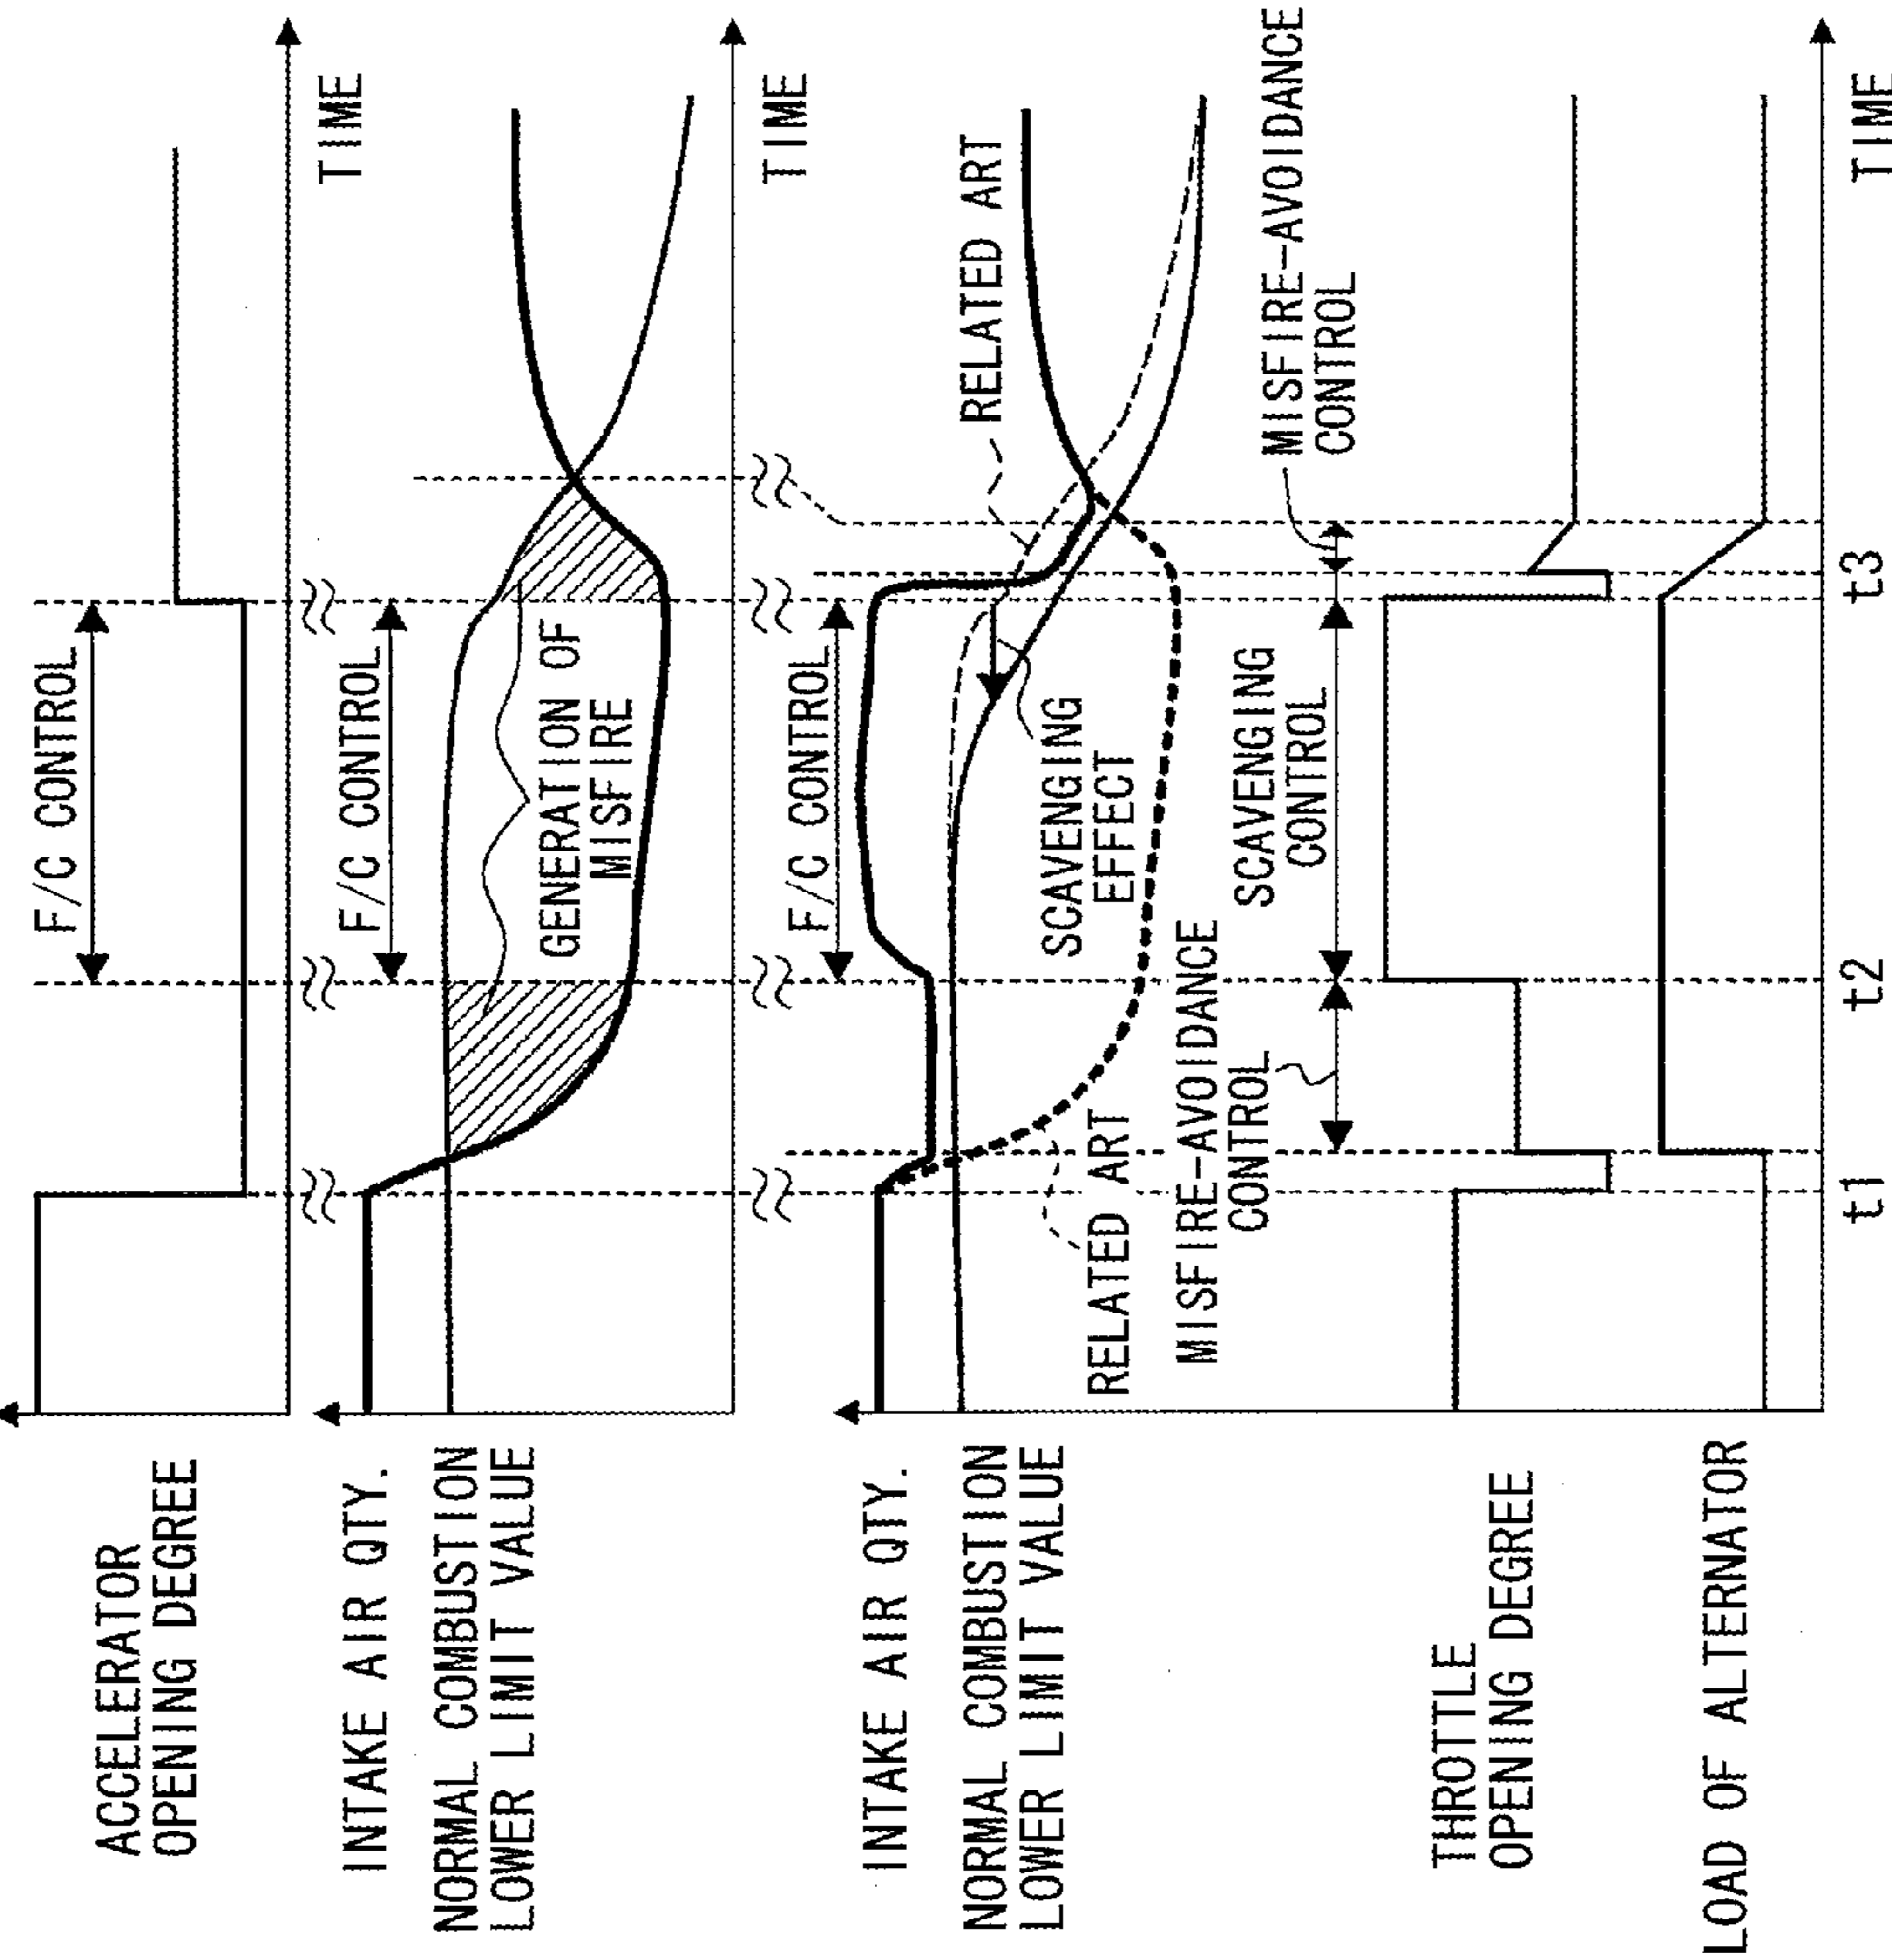 ACCELERATOR
OPENING DEGREE
F/C CONTROL
TIME
INTAKE AIR QTY.
NORMAL COMBUSTION
LOWER LIMIT VALUE
F/C CONTROL
GENERATION OF
MISFIRE
TIME
INTAKE AIR QTY.
NORMAL COMBUSTION
LOWER LIMIT VALUE
F/C CONTROL
RELATED ART
SCAVENGING
EFFECT
RELATED ART
MISFIRE-AVOIDANCE
CONTROL
SCAVENGING
CONTROL
MISFIRE-AVOIDANCE
CONTROL
THROTTLE
OPENING DEGREE
LOAD OF ALTERNATOR
t1
t2
t3
TIME